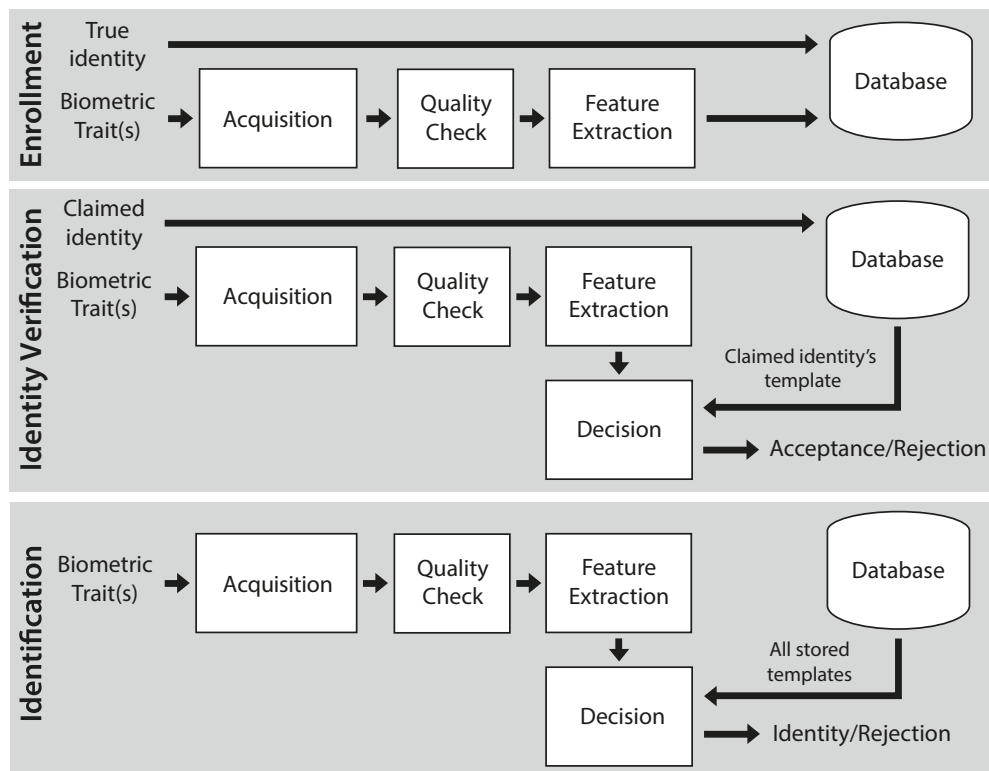 Enrollment
True
identity
Biometric
Trait(s)
Acquisition
Quality
Check
Feature
Extraction
Database
Identity Verification
Claimed
identity
Biometric
Trait(s)
Acquisition
Quality
Check
Feature
Extraction
Database
Claimed identity's
template
Decision
Acceptance/Rejection
Identification
Biometric
Trait(s)
Acquisition
Quality
Check
Feature
Extraction
Database
All stored
templates
Decision
Identity/Rejection